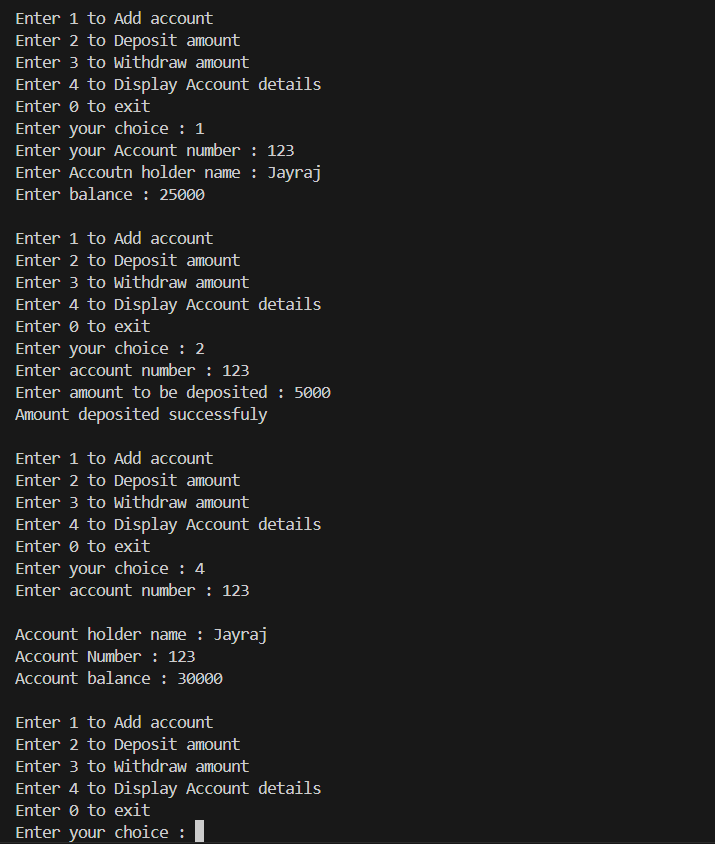 Enter 1 to Add account
Enter 2 to Deposit amount
Enter 3 to Withdraw amount
Enter 4 to Display Account details
Enter 0 to exit
Enter your choice : 1
Enter your Account number : 123
Enter Accoutn holder name : Jayraj
Enter balance : 25000

Enter 1 to Add account
Enter 2 to Deposit amount
Enter 3 to Withdraw amount
Enter 4 to Display Account details
Enter 0 to exit
Enter your choice : 2
Enter account number : 123
Enter amount to be deposited : 5000
Amount deposited successfuly

Enter 1 to Add account
Enter 2 to Deposit amount
Enter 3 to Withdraw amount
Enter 4 to Display Account details
Enter 0 to exit
Enter your choice : 4
Enter account number : 123

Account holder name : Jayraj
Account Number : 123
Account balance : 30000

Enter 1 to Add account
Enter 2 to Deposit amount
Enter 3 to Withdraw amount
Enter 4 to Display Account details
Enter 0 to exit
Enter your choice :